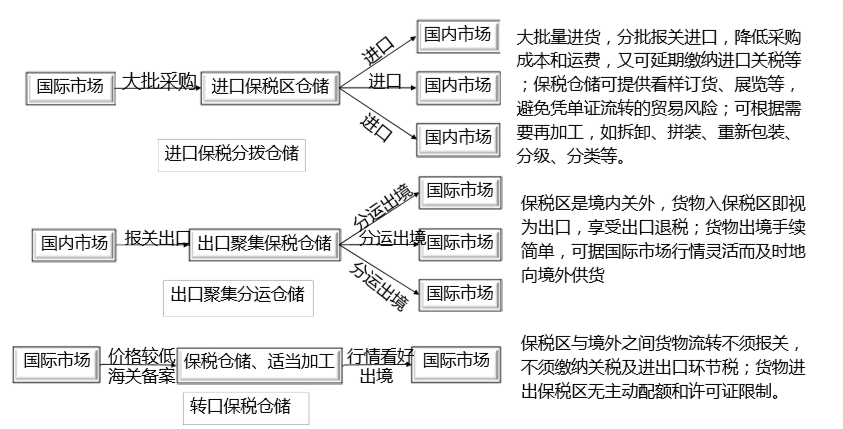 国内市场
进口
大批量进货，分批报关进口，降低采购
成本和运费，又可延期缴纳进口关税等
；保税仓储可提供看样订货、展览等，
避免凭单证流转的贸易风险；可根据需
要再加工，如拆卸、拼装、重新包装、
分级、分类等。
国际市场
大批采购
进口保税区仓储
进口
国内市场
进口
国内市场
进口保税分拨仓储
国际市场
分运出境
保税区是境内关外，货物入保税区即视
为出口，享受出口退税；货物出境手续
简单，可据国际市场行情灵活而及时地
向境外供货
国内市场
报关出口
出口聚集保税仓储
分运出境
国际市场
分运出境
国际市场
出口聚集分运仓储
国际市场
价格较低
海关备案
保税仓储、适当加工
行情看好
出境
国际市场
保税区与境外之间货物流转不须报关，
不须缴纳关税及进出口环节税；货物进
出保税区无主动配额和许可证限制。
转口保税仓储